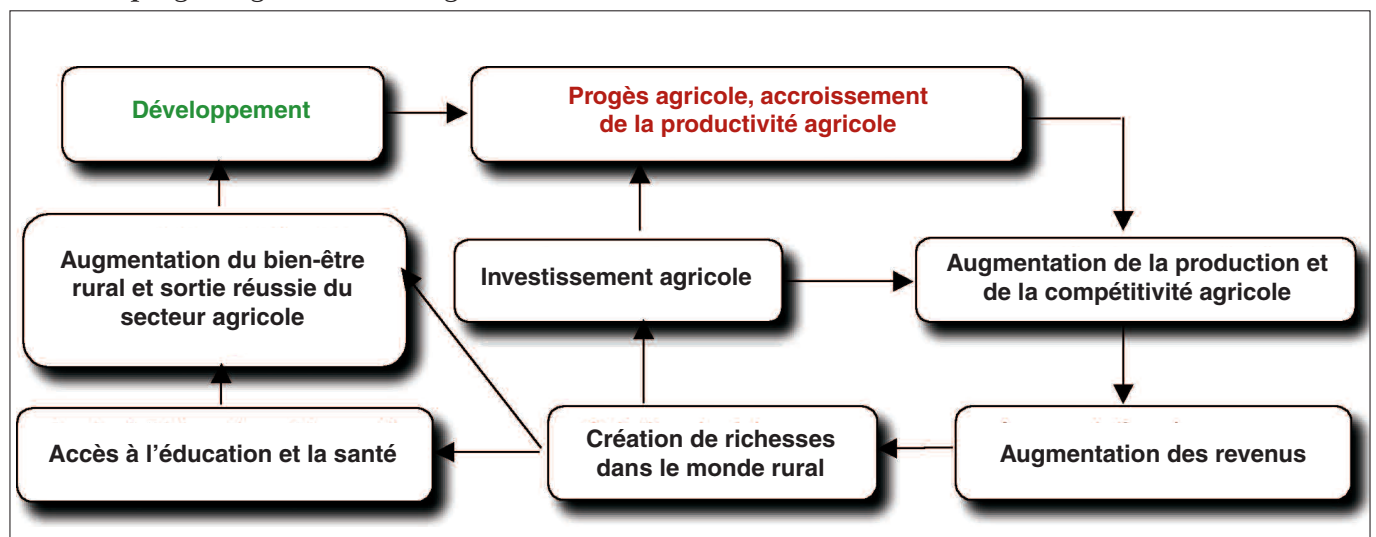 Développement
Progès agricole, accroissement
de la productivité agricole
Augmentation du bien-être
rural et sortie réussie du
secteur agricole
Investissement agricole
Augmentation de la production et
de la compétitivité agricole
Accès à l'éducation et la santé
Création de richesses
dans le monde rural
Augmentation des revenus